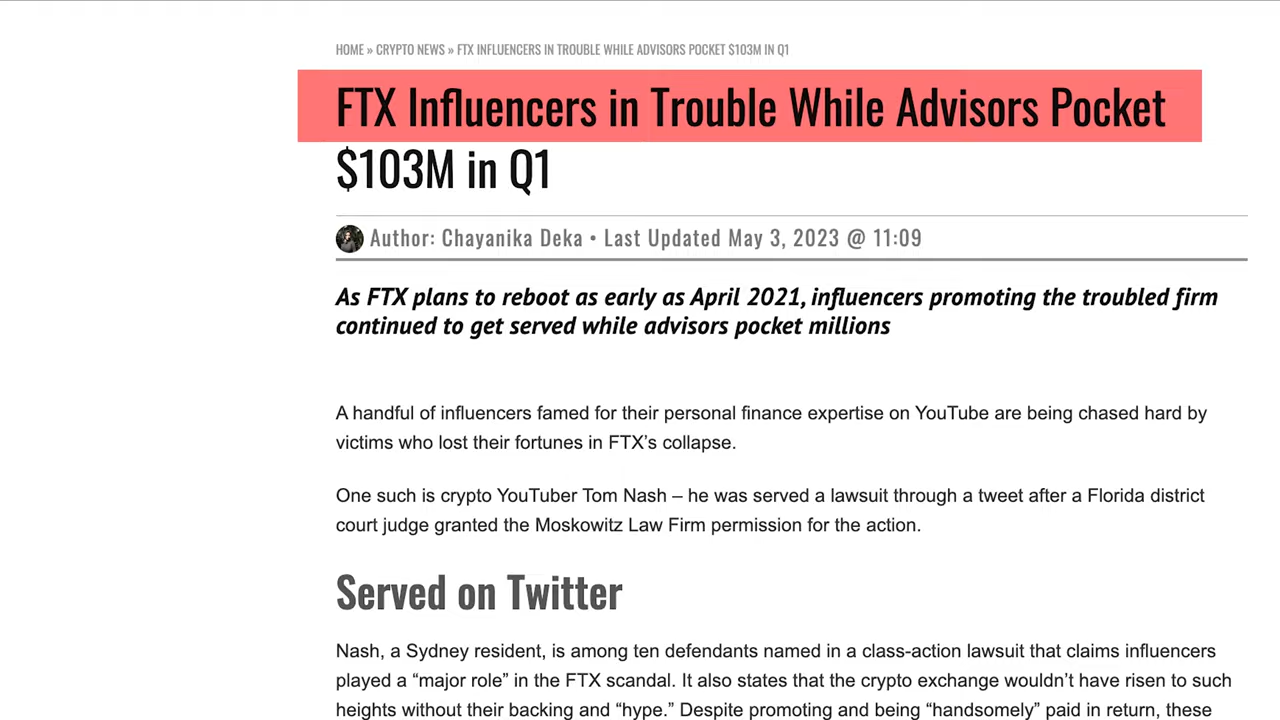 HOME » CRYPTO NEWS » FTX INFLUENCERS IN TROUBLE WHILE ADVISORS POCKET $103M IN Q1
FTX Influencers in Trouble While Advisors Pocket
$103M in Q1
Author: Chayanika Deka • Last Updated May 3, 2023 @ 11:09
As FTX plans to reboot as early as April 2021, influencers promoting the troubled firm
continued to get served while advisors pocket millions
A handful of influencers famed for their personal finance expertise on YouTube are being chased hard by
victims who lost their fortunes in FTX’s collapse.
One such is crypto YouTuber Tom Nash – he was served a lawsuit through a tweet after a Florida district
court judge granted the Moskowitz Law Firm permission for the action.
Served on Twitter
Nash, a Sydney resident, is among ten defendants named in a class-action lawsuit that claims influencers
played a “major role” in the FTX scandal. It also states that the crypto exchange wouldn’t have risen to such
heights without their backing and “hype.” Despite promoting and being “handsomely” paid in return, these